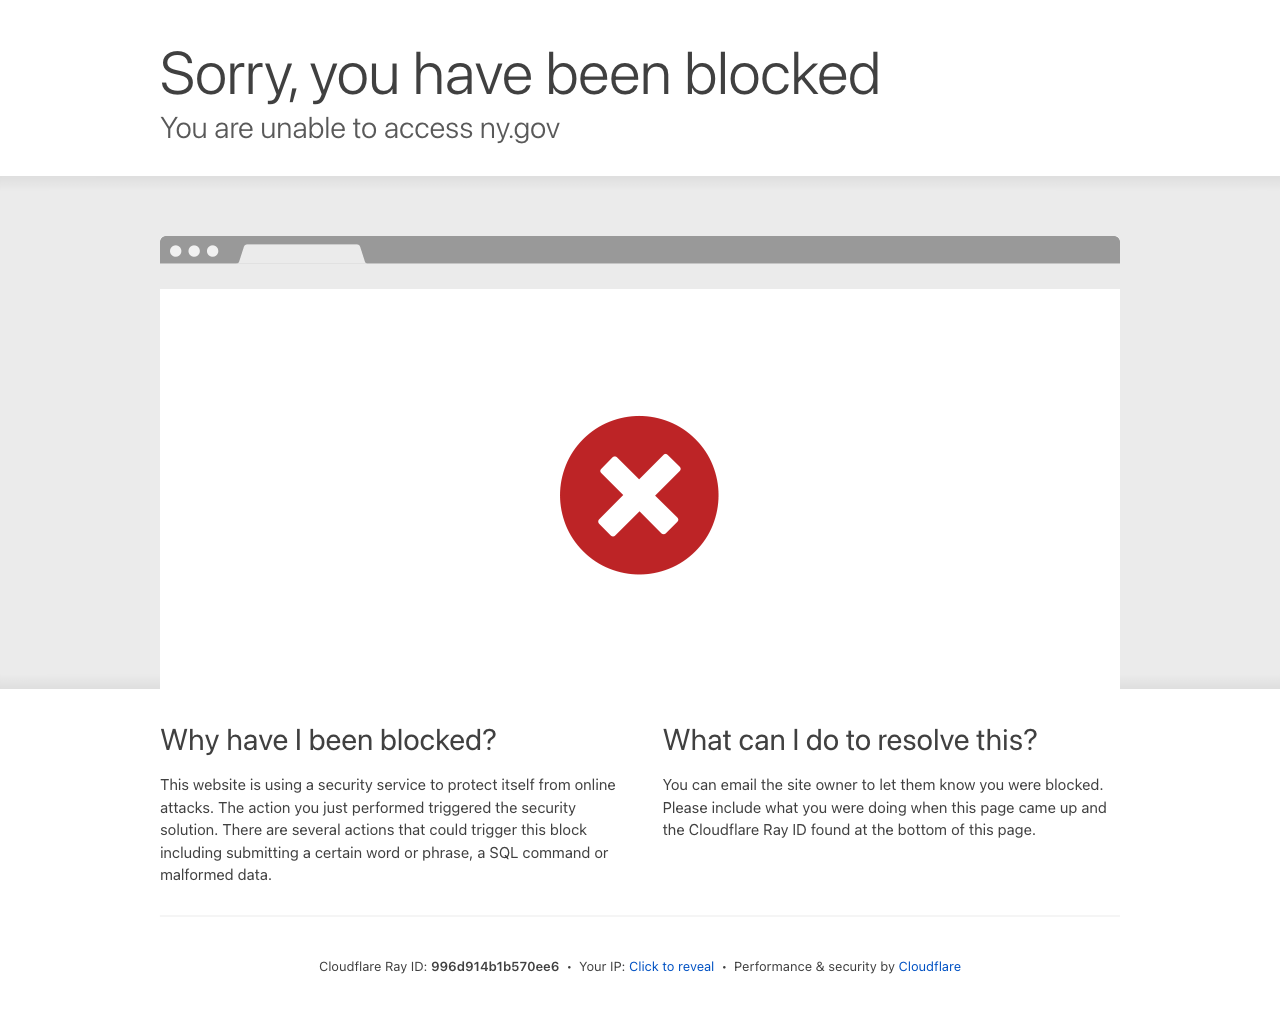 Sorry, you have been blocked
You are unable to access ny.gov
Why have I been blocked?
This website is using a security service to protect itself from online
attacks. The action you just performed triggered the security
solution. There are several actions that could trigger this block
including submitting a certain word or phrase, a SQL command or
malformed data.
What can I do to resolve this?
You can email the site owner to let them know you were blocked.
Please include what you were doing when this page came up and
the Cloudflare Ray ID found at the bottom of this page.
Cloudflare Ray ID: 996d914b1b570ee6 • Your IP: Click to reveal • Performance & security by Cloudflare